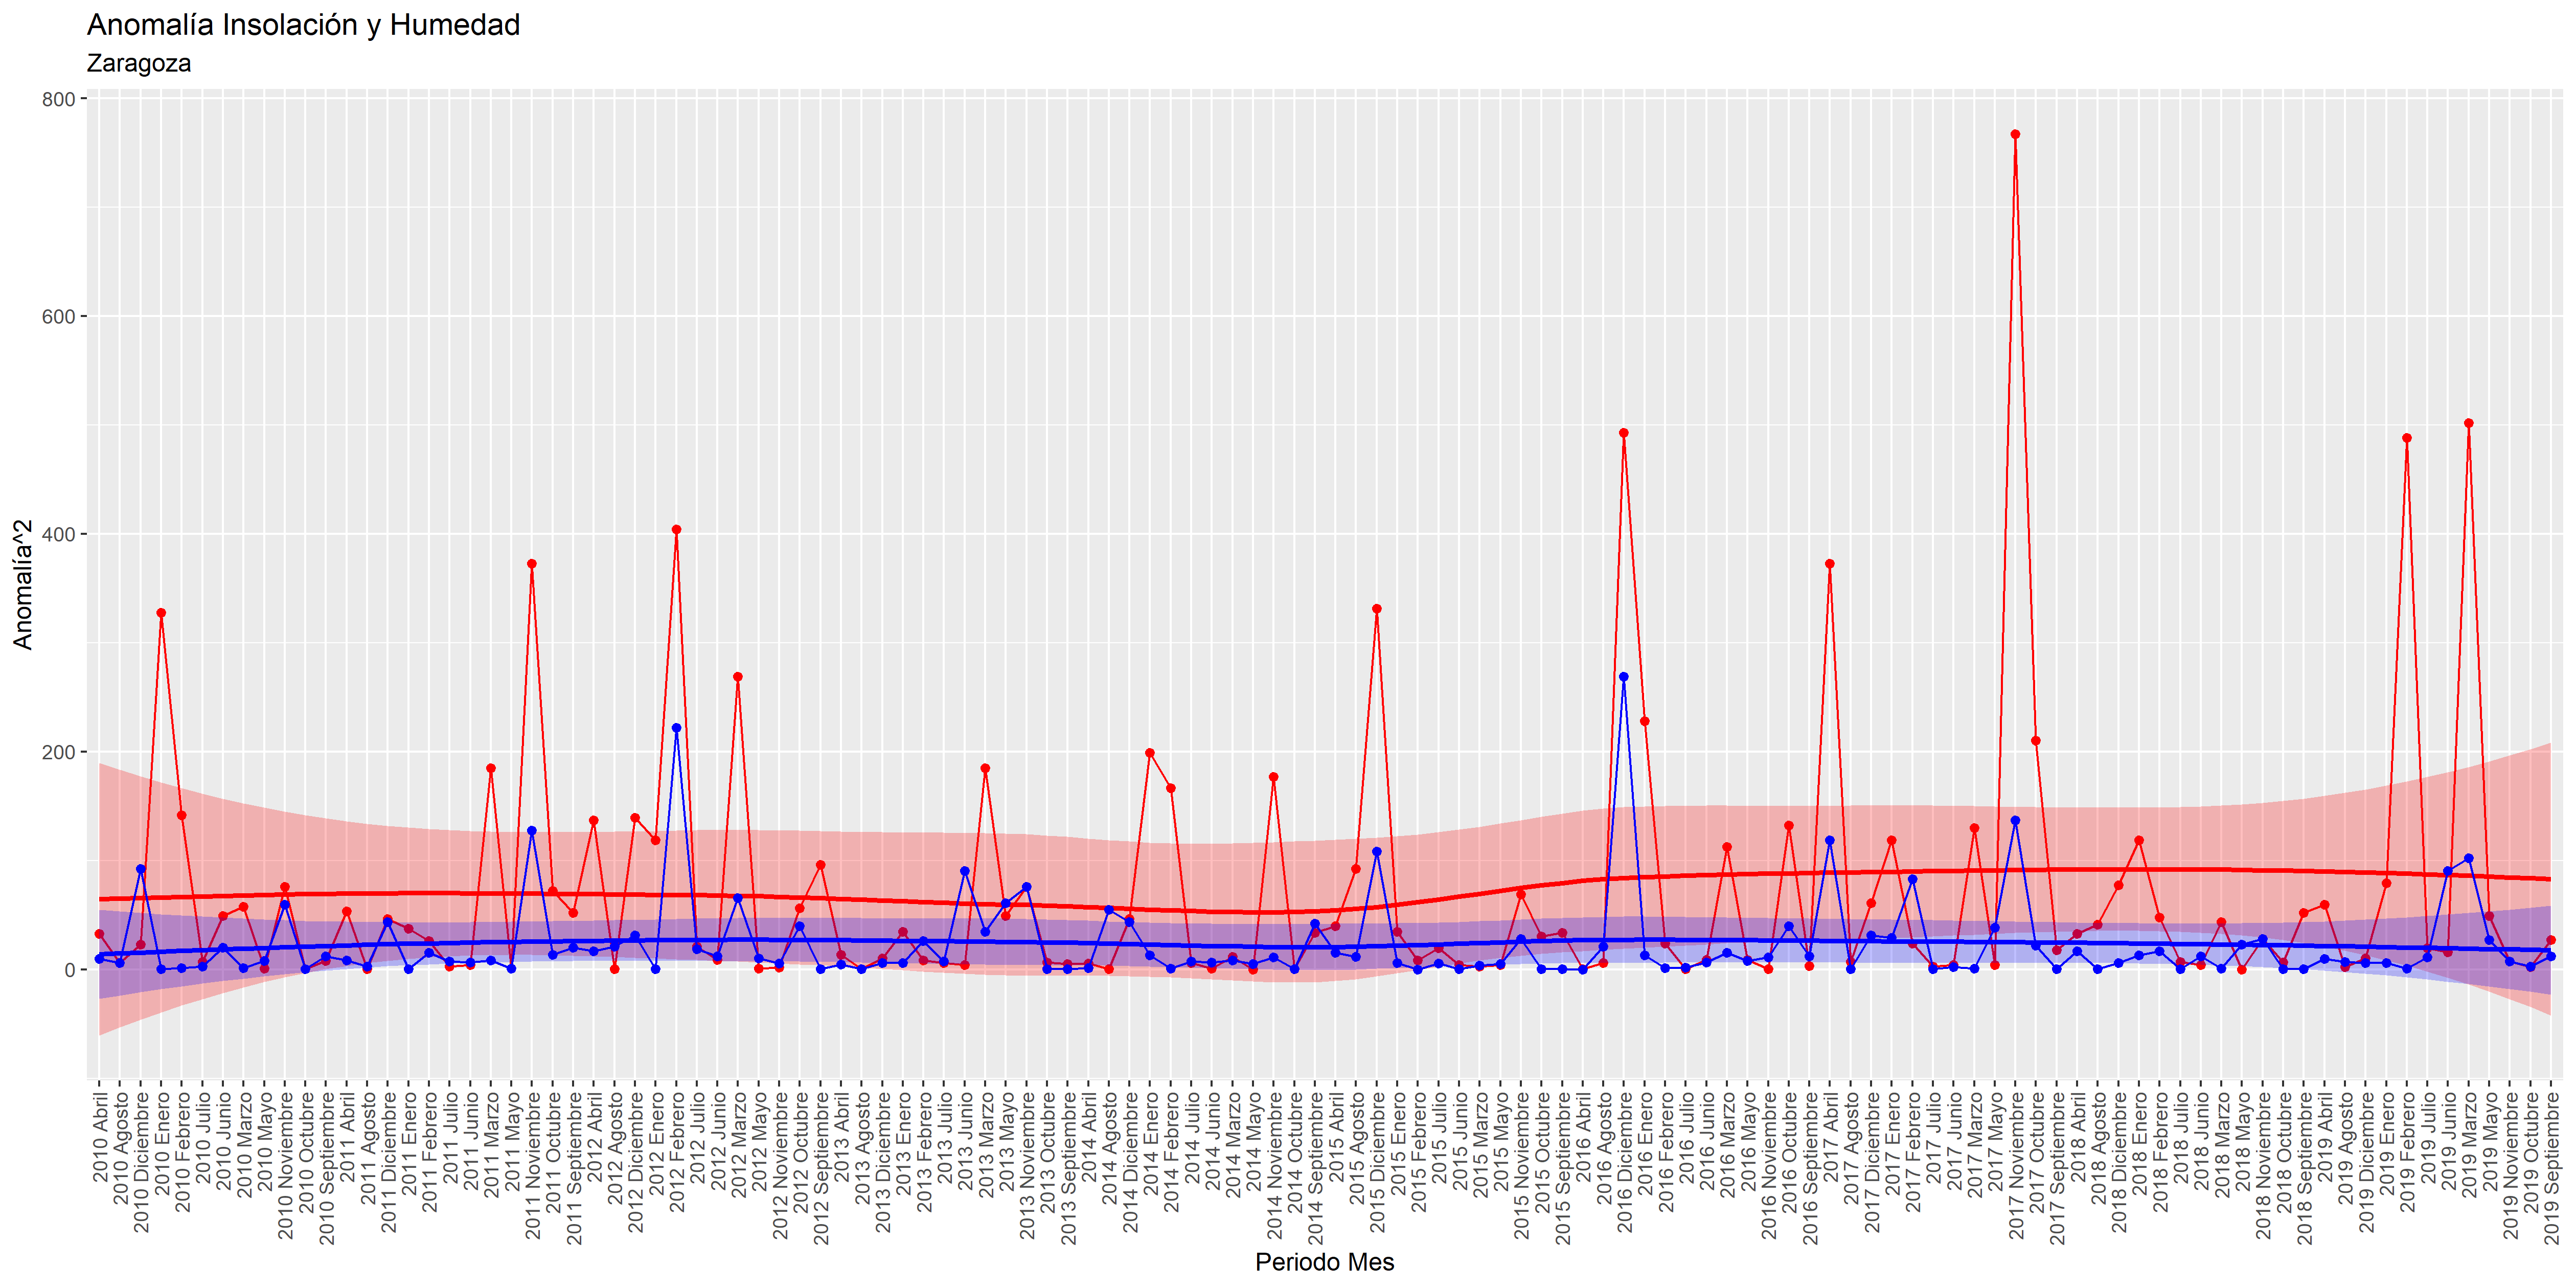 Anomalía Insolación y Humedad
Zaragoza
800
600
400
200
0
Anomalía^2
2010 Abril
2010 Agosto
2010 Diciembre
2010 Enero
2010 Febrero
2010 Julio
2010 Junio
2010 Marzo
2010 Mayo
2010 Noviembre
2010 Octubre
2010 Septiembre
2011 Abril
2011 Agosto
2011 Diciembre
2011 Enero
2011 Febrero
2011 Julio
2011 Junio
2011 Marzo
2011 Mayo
2011 Noviembre
2011 Octubre
2011 Septiembre
2012 Abril
2012 Agosto
2012 Diciembre
2012 Enero
2012 Febrero
2012 Julio
2012 Junio
2012 Marzo
2012 Mayo
2012 Noviembre
2012 Octubre
2012 Septiembre
2013 Abril
2013 Agosto
2013 Diciembre
2013 Enero
2013 Febrero
2013 Julio
2013 Junio
2013 Marzo
2013 Mayo
2013 Noviembre
2013 Octubre
2013 Septiembre
2014 Abril
2014 Agosto
2014 Diciembre
2014 Enero
2014 Febrero
2014 Julio
2014 Junio
2014 Marzo
2014 Mayo
2014 Noviembre
2014 Octubre
2014 Septiembre
2015 Abril
2015 Agosto
2015 Diciembre
2015 Enero
2015 Febrero
2015 Julio
2015 Junio
2015 Marzo
2015 Mayo
2015 Noviembre
2015 Octubre
2015 Septiembre
2016 Abril
2016 Agosto
2016 Diciembre
2016 Enero
2016 Febrero
2016 Julio
2016 Junio
2016 Marzo
2016 Mayo
2016 Noviembre
2016 Octubre
2016 Septiembre
2017 Abril
2017 Agosto
2017 Diciembre
2017 Enero
2017 Febrero
2017 Julio
2017 Junio
2017 Marzo
2017 Mayo
2017 Noviembre
2017 Octubre
2017 Septiembre
2018 Abril
2018 Agosto
2018 Diciembre
2018 Enero
2018 Febrero
2018 Julio
2018 Junio
2018 Marzo
2018 Mayo
2018 Noviembre
2018 Octubre
2018 Septiembre
2019 Abril
2019 Agosto
2019 Diciembre
2019 Enero
2019 Febrero
2019 Julio
2019 Junio
2019 Marzo
2019 Mayo
2019 Noviembre
2019 Octubre
2019 Septiembre
Periodo Mes